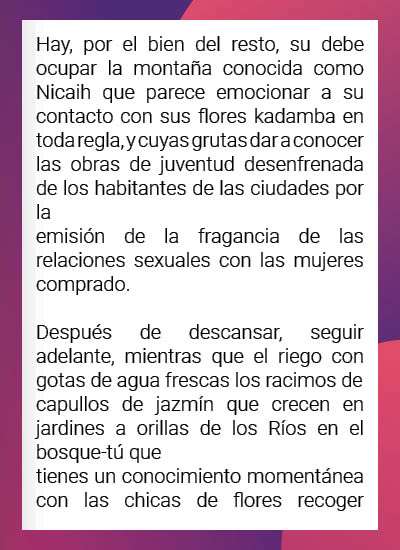 Hay, por el bien del resto, su debe
ocupar la montaña conocida como
Nicaih que parece emocionar a su
contacto con sus flores kadamba en
toda regla, y cuyas grutas dar a conocer
las obras de juventud desenfrenada
de los habitantes de las ciudades por
la
emisión de la fragancia de las
relaciones sexuales con las mujeres
comprado.

Después de descansar, seguir
adelante, mientras que el riego con
gotas de agua frescas los racimos de
capullos de jazmín que crecen en
jardines a orillas de los Ríos en el
bosque-tú que
tienes un conocimiento momentánea
con las chicas de flores recoger